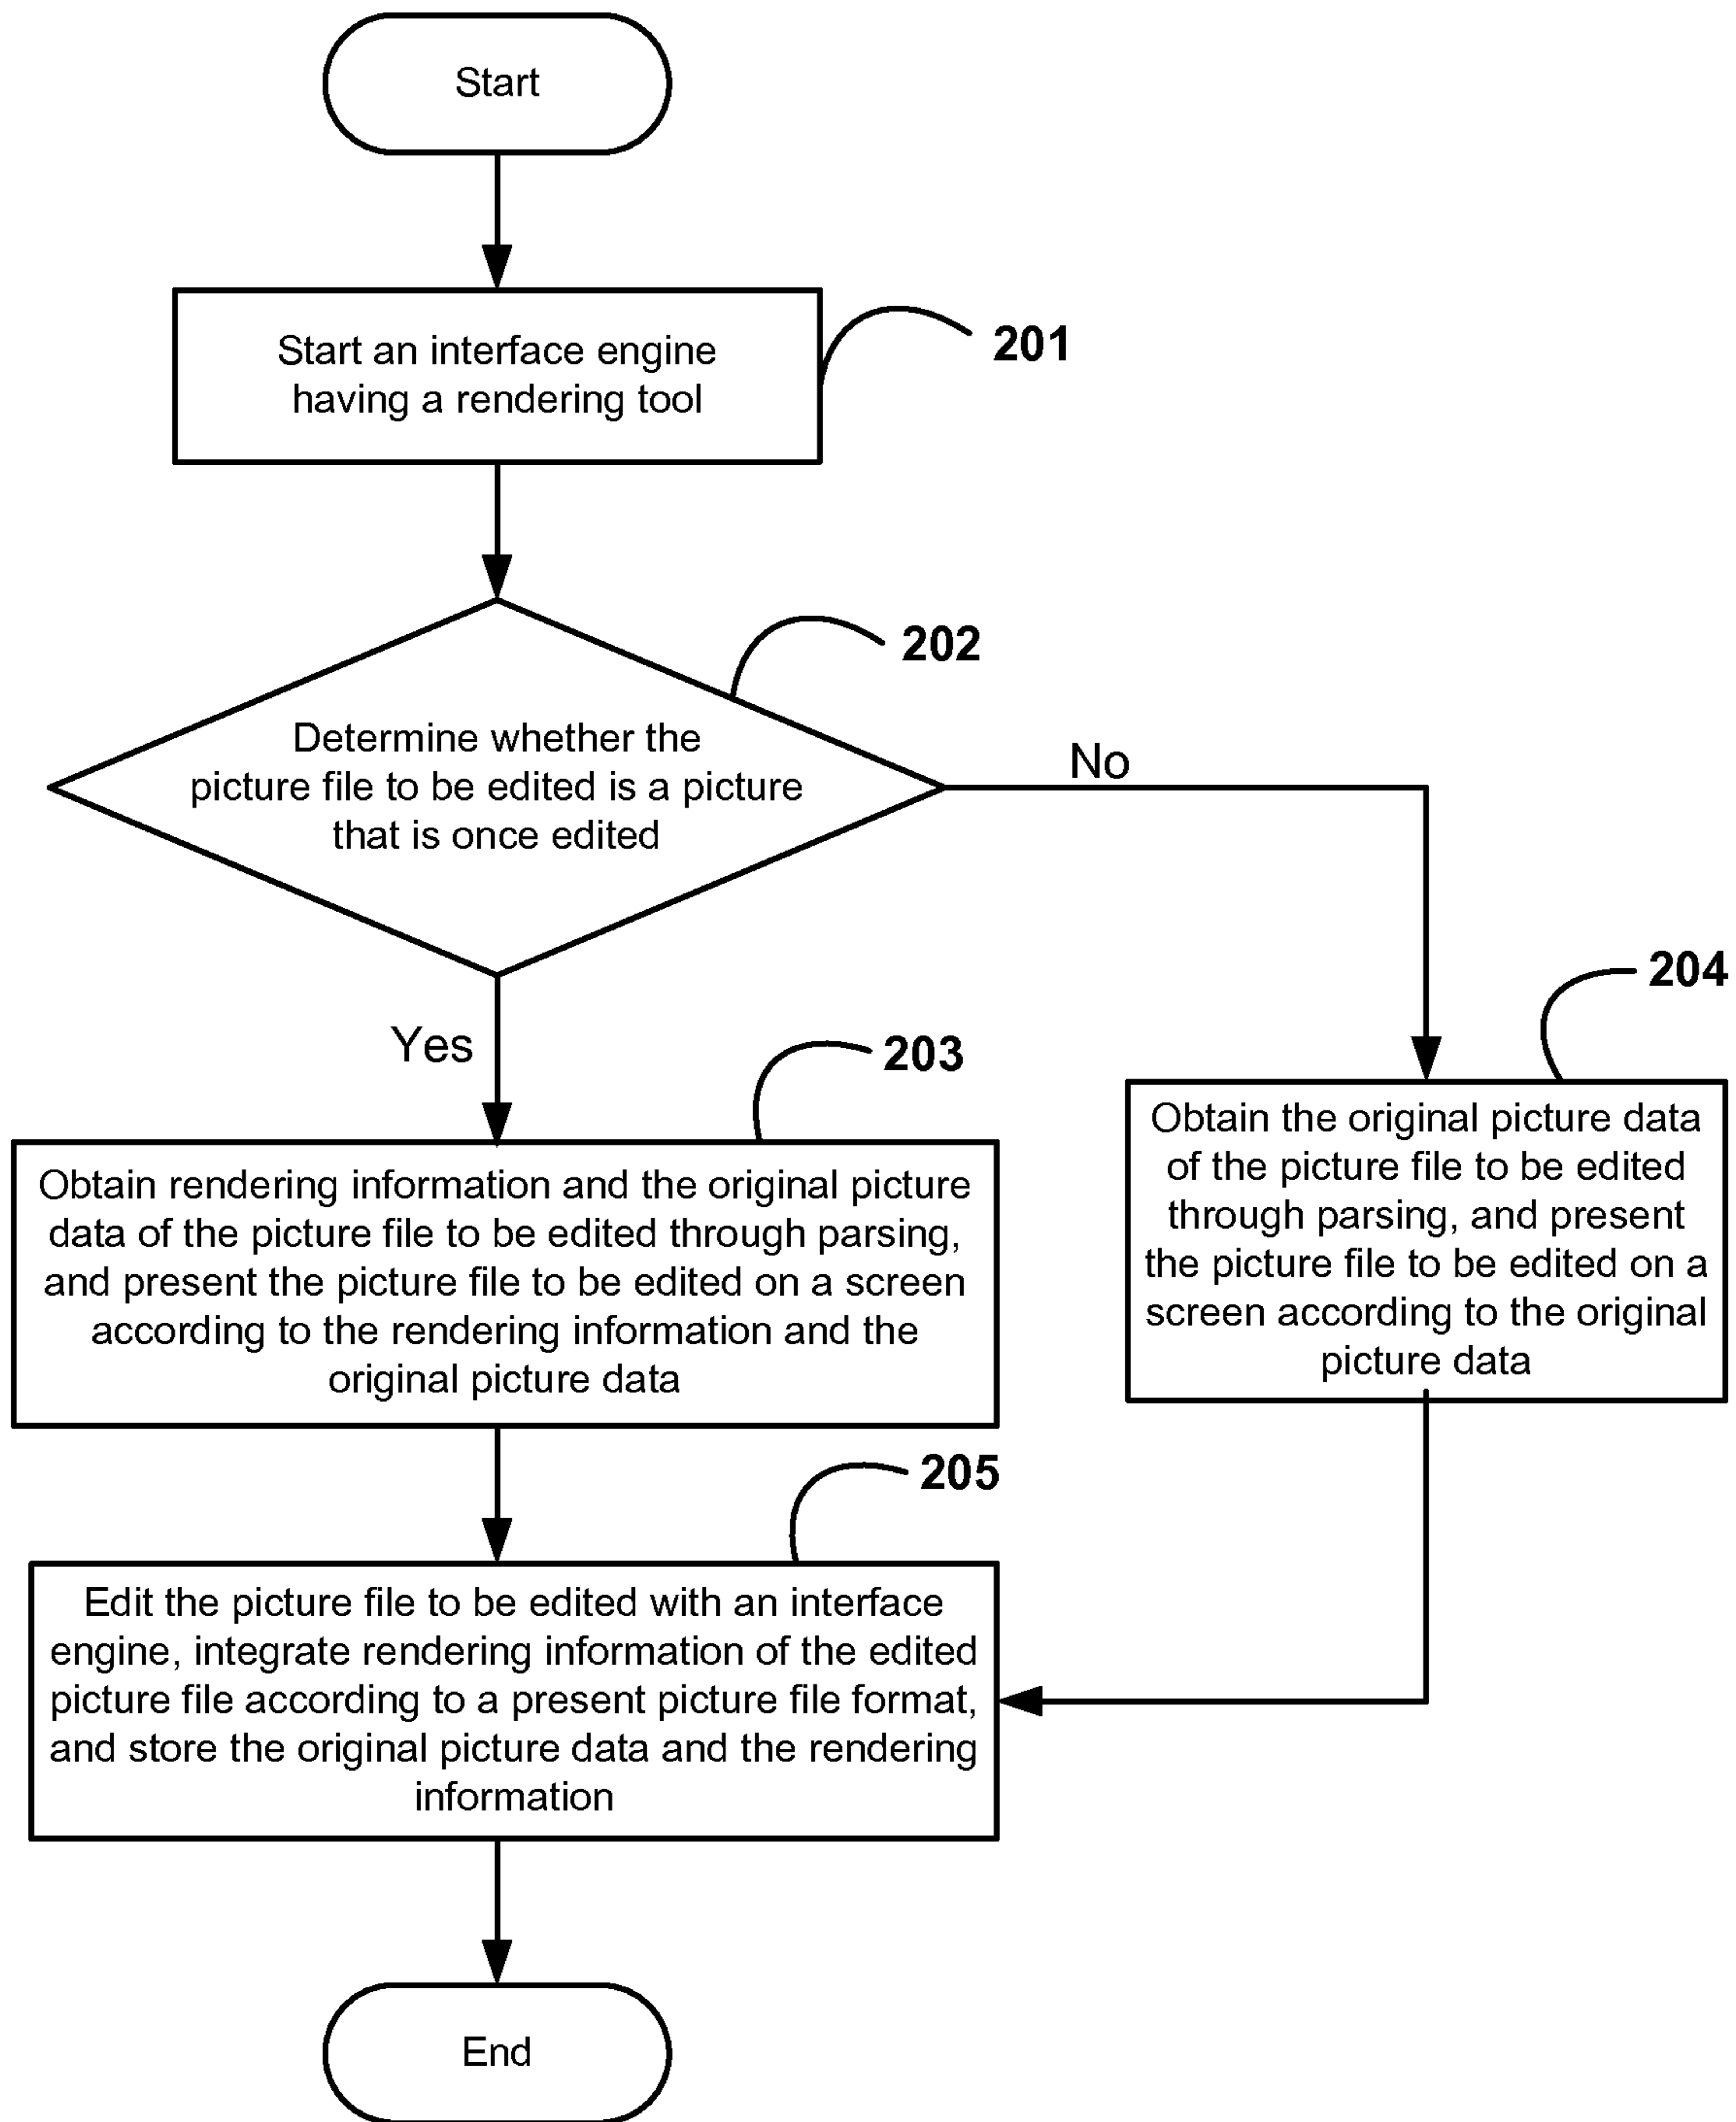 Start
Start an interface engine
having a rendering tool
201
202
Determine whether the
picture file to be edited is a picture
that is once edited
No
Yes
203
Obtain rendering information and the original picture
data of the picture file to be edited through parsing,
and present the picture file to be edited on a screen
according to the rendering information and the
original picture data
204
Obtain the original picture data
of the picture file to be edited
through parsing, and present
the picture file to be edited on a
screen according to the original
picture data
205
Edit the picture file to be edited with an interface
engine, integrate rendering information of the edited
picture file according to a present picture file format,
and store the original picture data and the rendering
information
End